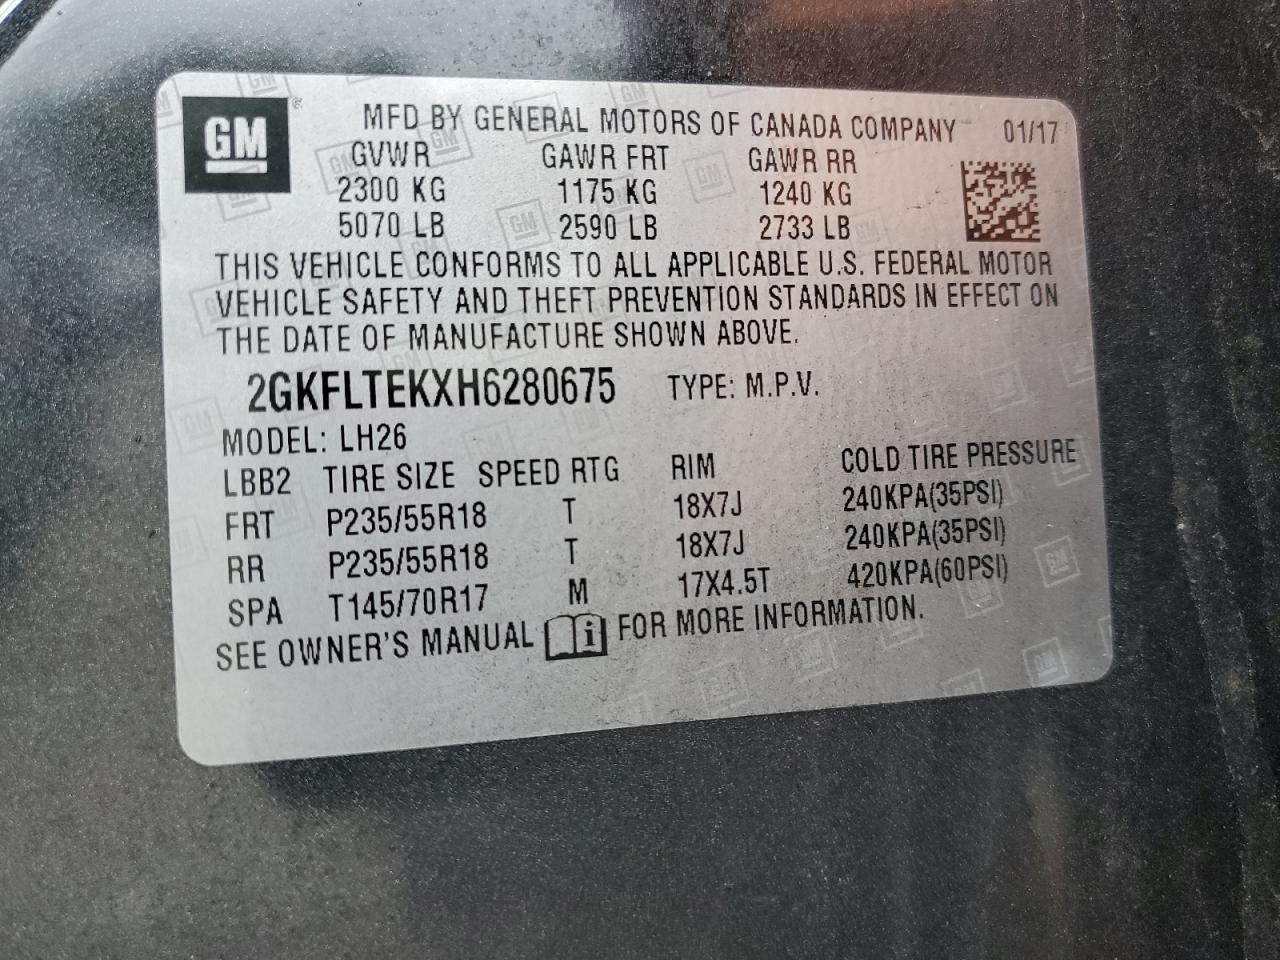 GM
MFD BY GENERAL MOTORS OF CANADA COMPANY 01/17
GVWR GAWR FRT GAWR RR
2300 KG 1175 KG 1240 KG
5070 LB 2590 LB 2733 LB
THIS VEHICLE CONFORMS TO ALL APPLICABLE U.S. FEDERAL MOTOR
VEHICLE SAFETY AND THEFT PREVENTION STANDARDS IN EFFECT ON
THE DATE OF MANUFACTURE SHOWN ABOVE.
2GKFLTEKXH6280675 TYPE: M.P.V.
MODEL: LH26
LBB2 TIRE SIZE SPEED RTG RIM COLD TIRE PRESSURE
FRT P235/55R18 T 18X7J 240KPA(35PSI)
RR P235/55R18 T 18X7J 240KPA(35PSI)
SPA T145/70R17 M 17X4.5T 420KPA(60PSI)
SEE OWNER'S MANUAL i FOR MORE INFORMATION.